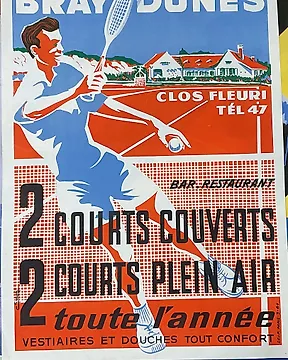 BRAY DUNES
CLOS FLEURI
TÉL 47
BAR-RESTAURANT
2 COURTS COUVERTS
2 COURTS PLEIN AIR
toute l'année
VESTIAIRES ET DOUCHES TOUT CONFORT